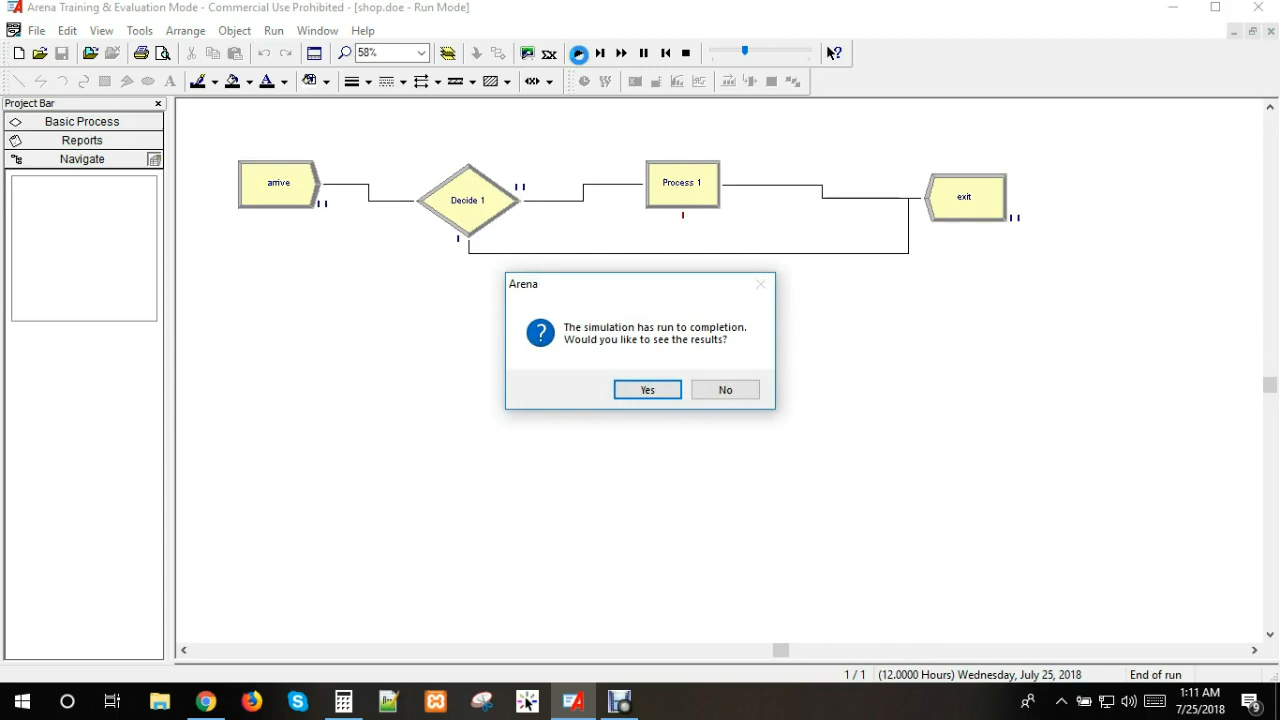 Arena Training & Evaluation Mode - Commercial Use Prohibited - [shop.doe - Run Mode]
File Edit View Tools Arrange Object Run Window Help
58%
Project Bar
Basic Process
Reports
Navigate
arrive
Decide 1
Process 1
exit
Arena
The simulation has run to completion.
Would you like to see the results?
Yes
No
1 / 1 (12.0000 Hours) Wednesday, July 25, 2018 End of run
1:11 AM
7/25/2018
9